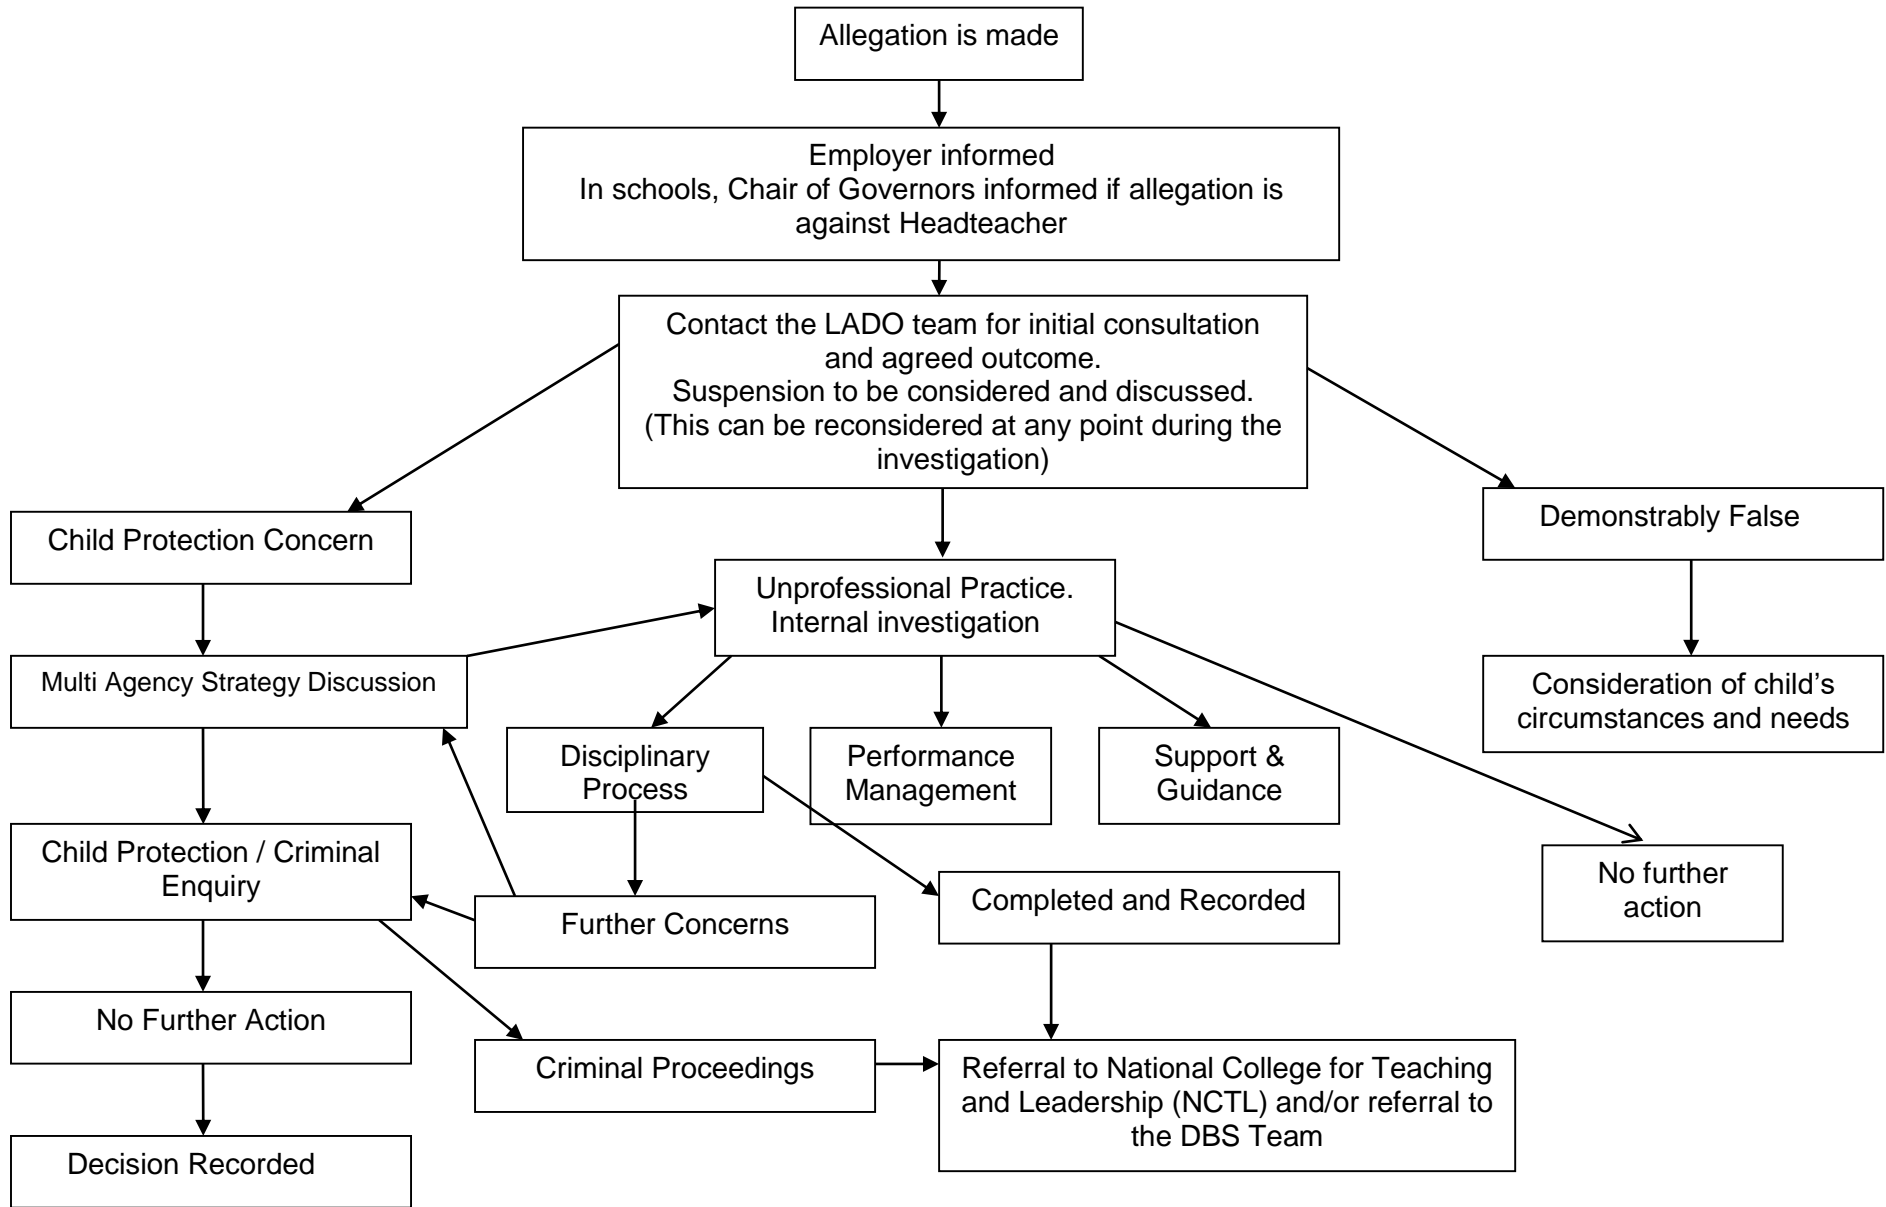 Allegation is made
Employer informed
In schools, Chair of Governors informed if allegation is
against Headteacher
Contact the LADO team for initial consultation
and agreed outcome.
Suspension to be considered and discussed.
(This can be reconsidered at any point during the
investigation)
Child Protection Concern
Demonstrably False
Unprofessional Practice.
Internal investigation
Multi Agency Strategy Discussion
Consideration of child’s
circumstances and needs
Disciplinary
Process
Performance
Management
Support &
Guidance
Child Protection / Criminal
Enquiry
No further
action
Further Concerns
Completed and Recorded
No Further Action
Criminal Proceedings
Referral to National College for Teaching
and Leadership (NCTL) and/or referral to
the DBS Team
Decision Recorded